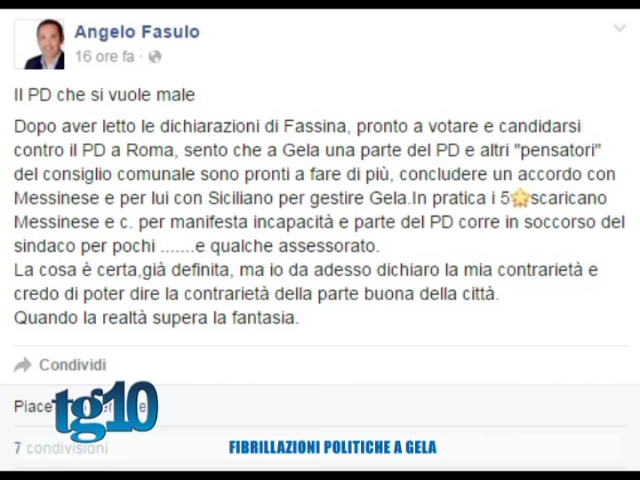 Angelo Fasulo
16 ore fa ·
Il PD che si vuole male
Dopo aver letto le dichiarazioni di Fassina, pronto a votare e candidarsi
contro il PD a Roma, sento che a Gela una parte del PD e altri "pensatori"
del consiglio comunale sono pronti a fare di più, concludere un accordo con
Messinese e per lui con Siciliano per gestire Gela.In pratica i 5⭐scaricano
Messinese e c. per manifesta incapacità e parte del PD corre in soccorso del
sindaco per pochi .......e qualche assessorato.
La cosa è certa,già definita, ma io da adesso dichiaro la mia contrarietà e
credo di poter dire la contrarietà della parte buona della città.
Quando la realtà supera la fantasia.
Condividi
tg10
7 condivisioni
FIBRILLAZIONI POLITICHE A GELA